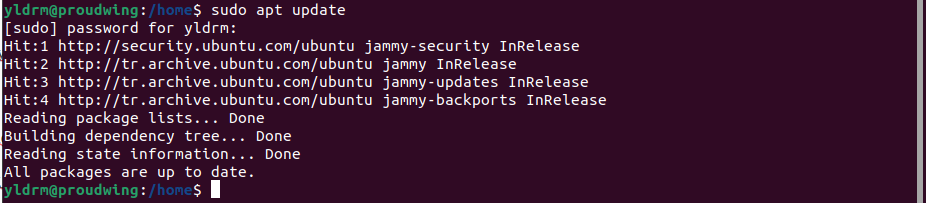 yldrm@proudwing:/home$ sudo apt update
[sudo] password for yldrm:
Hit:1 http://security.ubuntu.com/ubuntu jammy-security InRelease
Hit:2 http://tr.archive.ubuntu.com/ubuntu jammy InRelease
Hit:3 http://tr.archive.ubuntu.com/ubuntu jammy-updates InRelease
Hit:4 http://tr.archive.ubuntu.com/ubuntu jammy-backports InRelease
Reading package lists... Done
Building dependency tree... Done
Reading state information... Done
All packages are up to date.
yldrm@proudwing:/home$